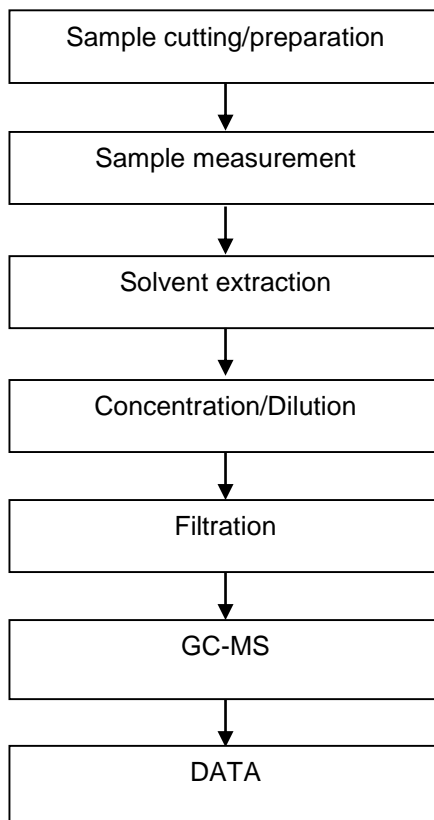 Sample cutting/preparation
Sample measurement
Solvent extraction
Concentration/Dilution
Filtration
GC-MS
DATA